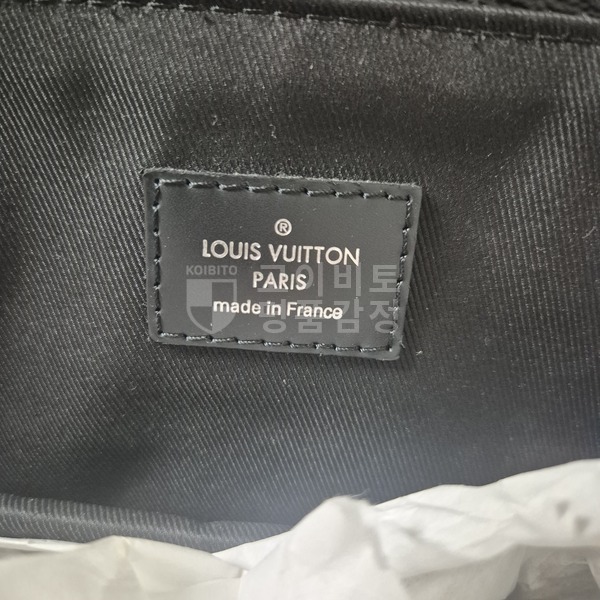 ®
LOUIS VUITTON
PARIS
made in France
KOIBITO
코이비토
명품감정